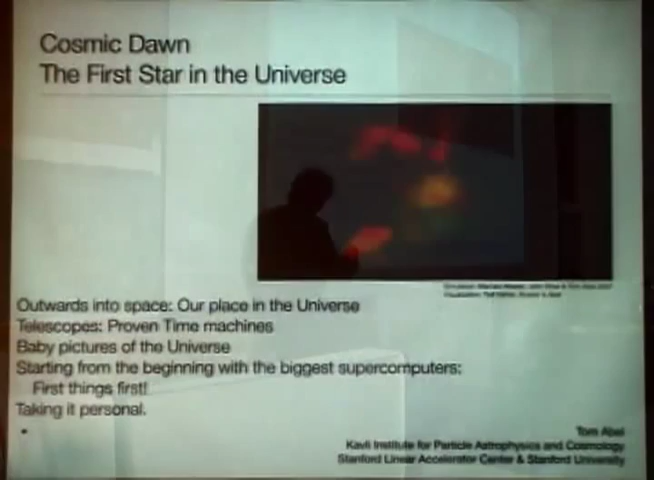 Cosmic Dawn
The First Star in the Universe
Outwards into space: Our place in the Universe
Telescopes: Proven Time machines
Baby pictures of the Universe
Starting from the beginning with the biggest supercomputers:
First things first!
Taking it personal.
Tom Abel
Kavli Institute for Particle Astrophysics and Cosmology
Stanford Linear Accelerator Center & Stanford University